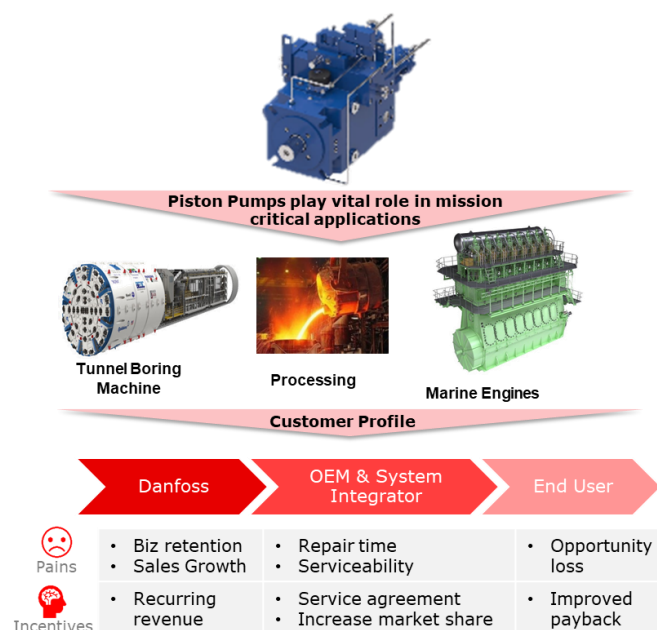 Piston Pumps play vital role in mission
critical applications
Tunnel Boring
Machine
Processing
Marine Engines
Customer Profile
Danfoss
OEM & System
Integrator
End User
Pains
• Biz retention
• Sales Growth
• Repair time
• Serviceability
• Opportunity
loss
Incentives
• Recurring
revenue
• Service agreement
• Increase market share
• Improved
payback